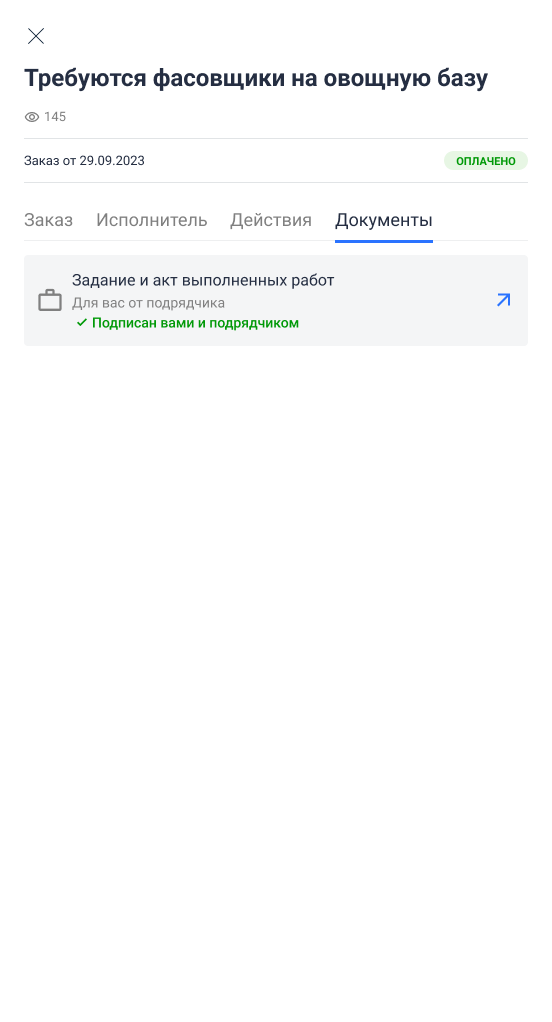 Требуются фасовщики на овощную базу
145
Заказ от 29.09.2023 ОПЛАЧЕНО
Заказ Исполнитель Действия Документы
Задание и акт выполненных работ
Для вас от подрядчика
Подписан вами и подрядчиком